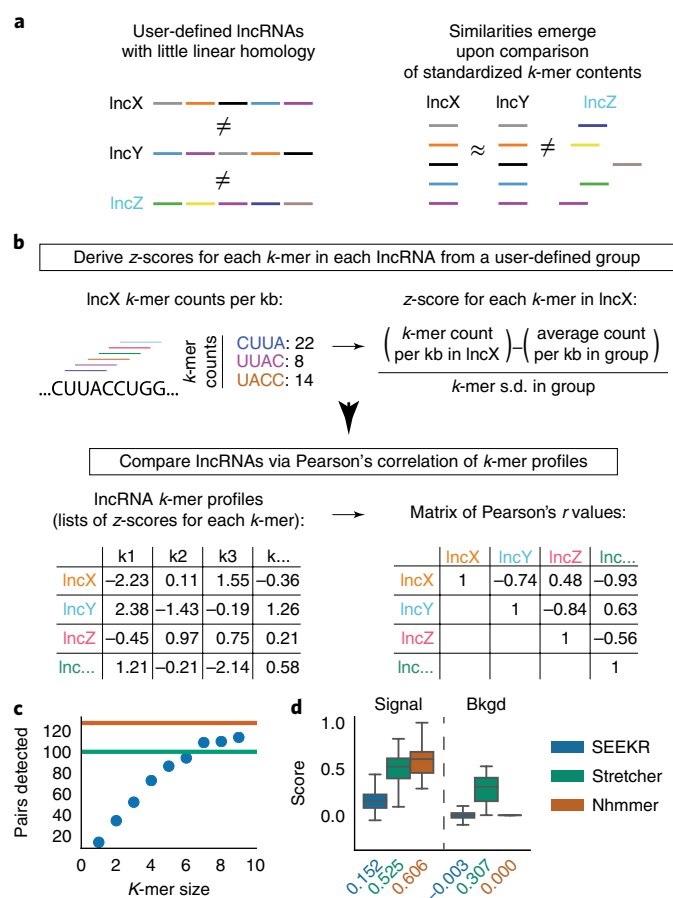 a
User-defined lncRNAs
with little linear homology
lncX
≠
lncY
≠
lncZ
Similarities emerge
upon comparison
of standardized k-mer contents
lncX lncY lncZ
≈ ≠
b
Derive z-scores for each k-mer in each lncRNA from a user-defined group
lncX k-mer counts per kb:
...CUUACCUGG...
k-mer
counts
CUUA: 22
UUAC: 8
UACC: 14
z-score for each k-mer in lncX:
(k-mer count per kb in lncX)–(average count per kb in group)
k-mer s.d. in group
Compare lncRNAs via Pearson's correlation of k-mer profiles
lncRNA k-mer profiles
(lists of z-scores for each k-mer):
k1 k2 k3 k...
lncX −2.23 0.11 1.55 −0.36
lncY 2.38 −1.43 −0.19 1.26
lncZ −0.45 0.97 0.75 0.21
lnc... 1.21 −0.21 −2.14 0.58
Matrix of Pearson's r values:
lncX lncY lncZ lnc...
lncX 1 −0.74 0.48 −0.93
lncY 1 −0.84 0.63
lncZ 1 −0.56
lnc... 1
c
Pairs detected
120
100
80
60
40
20
0 2 4 6 8 10
K-mer size
d
Signal Bkgd
Score
1.0
0.5
0.0
0.152 0.525 0.606 −0.003 0.307 0.000
SEEKR
Stretcher
Nhmmer